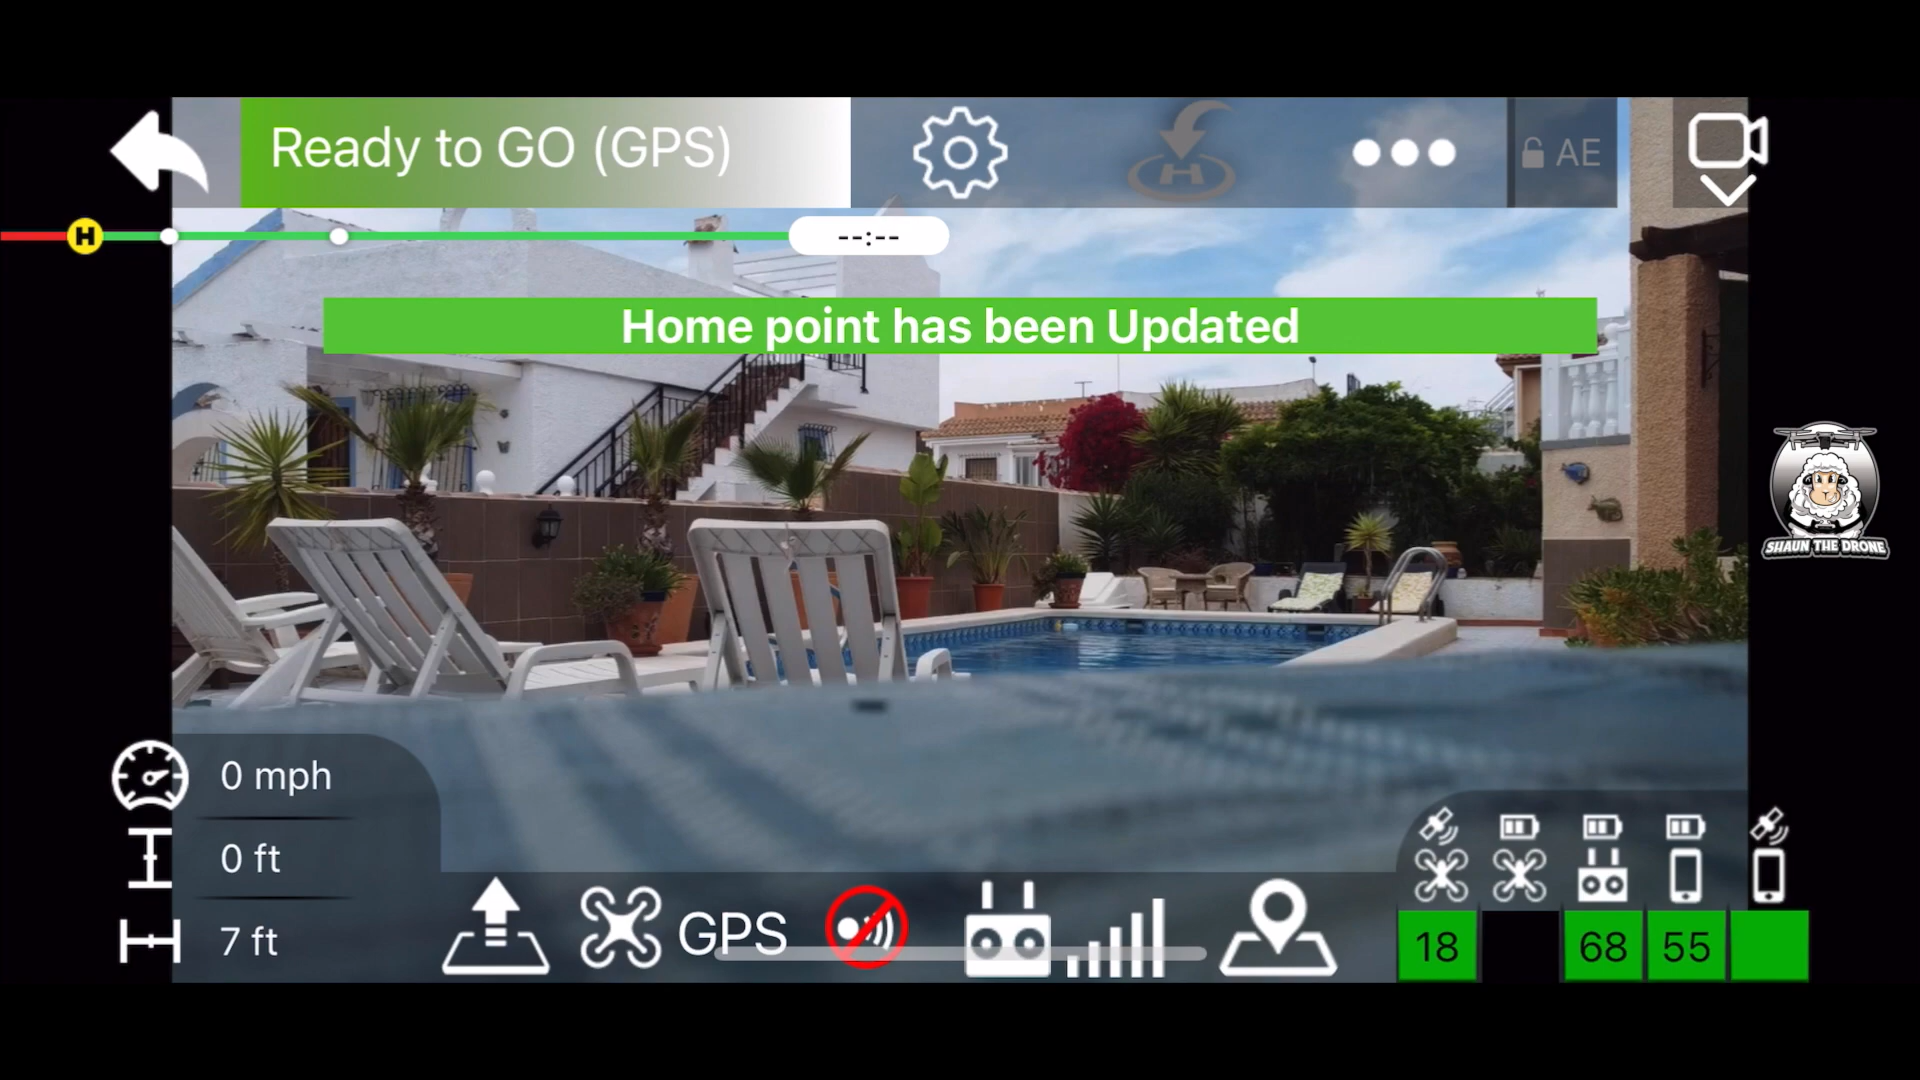 Ready to GO (GPS)
AE
H
H
--:--
Home point has been Updated
SHAUN THE DRONE
0 mph
0 ft
7 ft
GPS
18
68
55